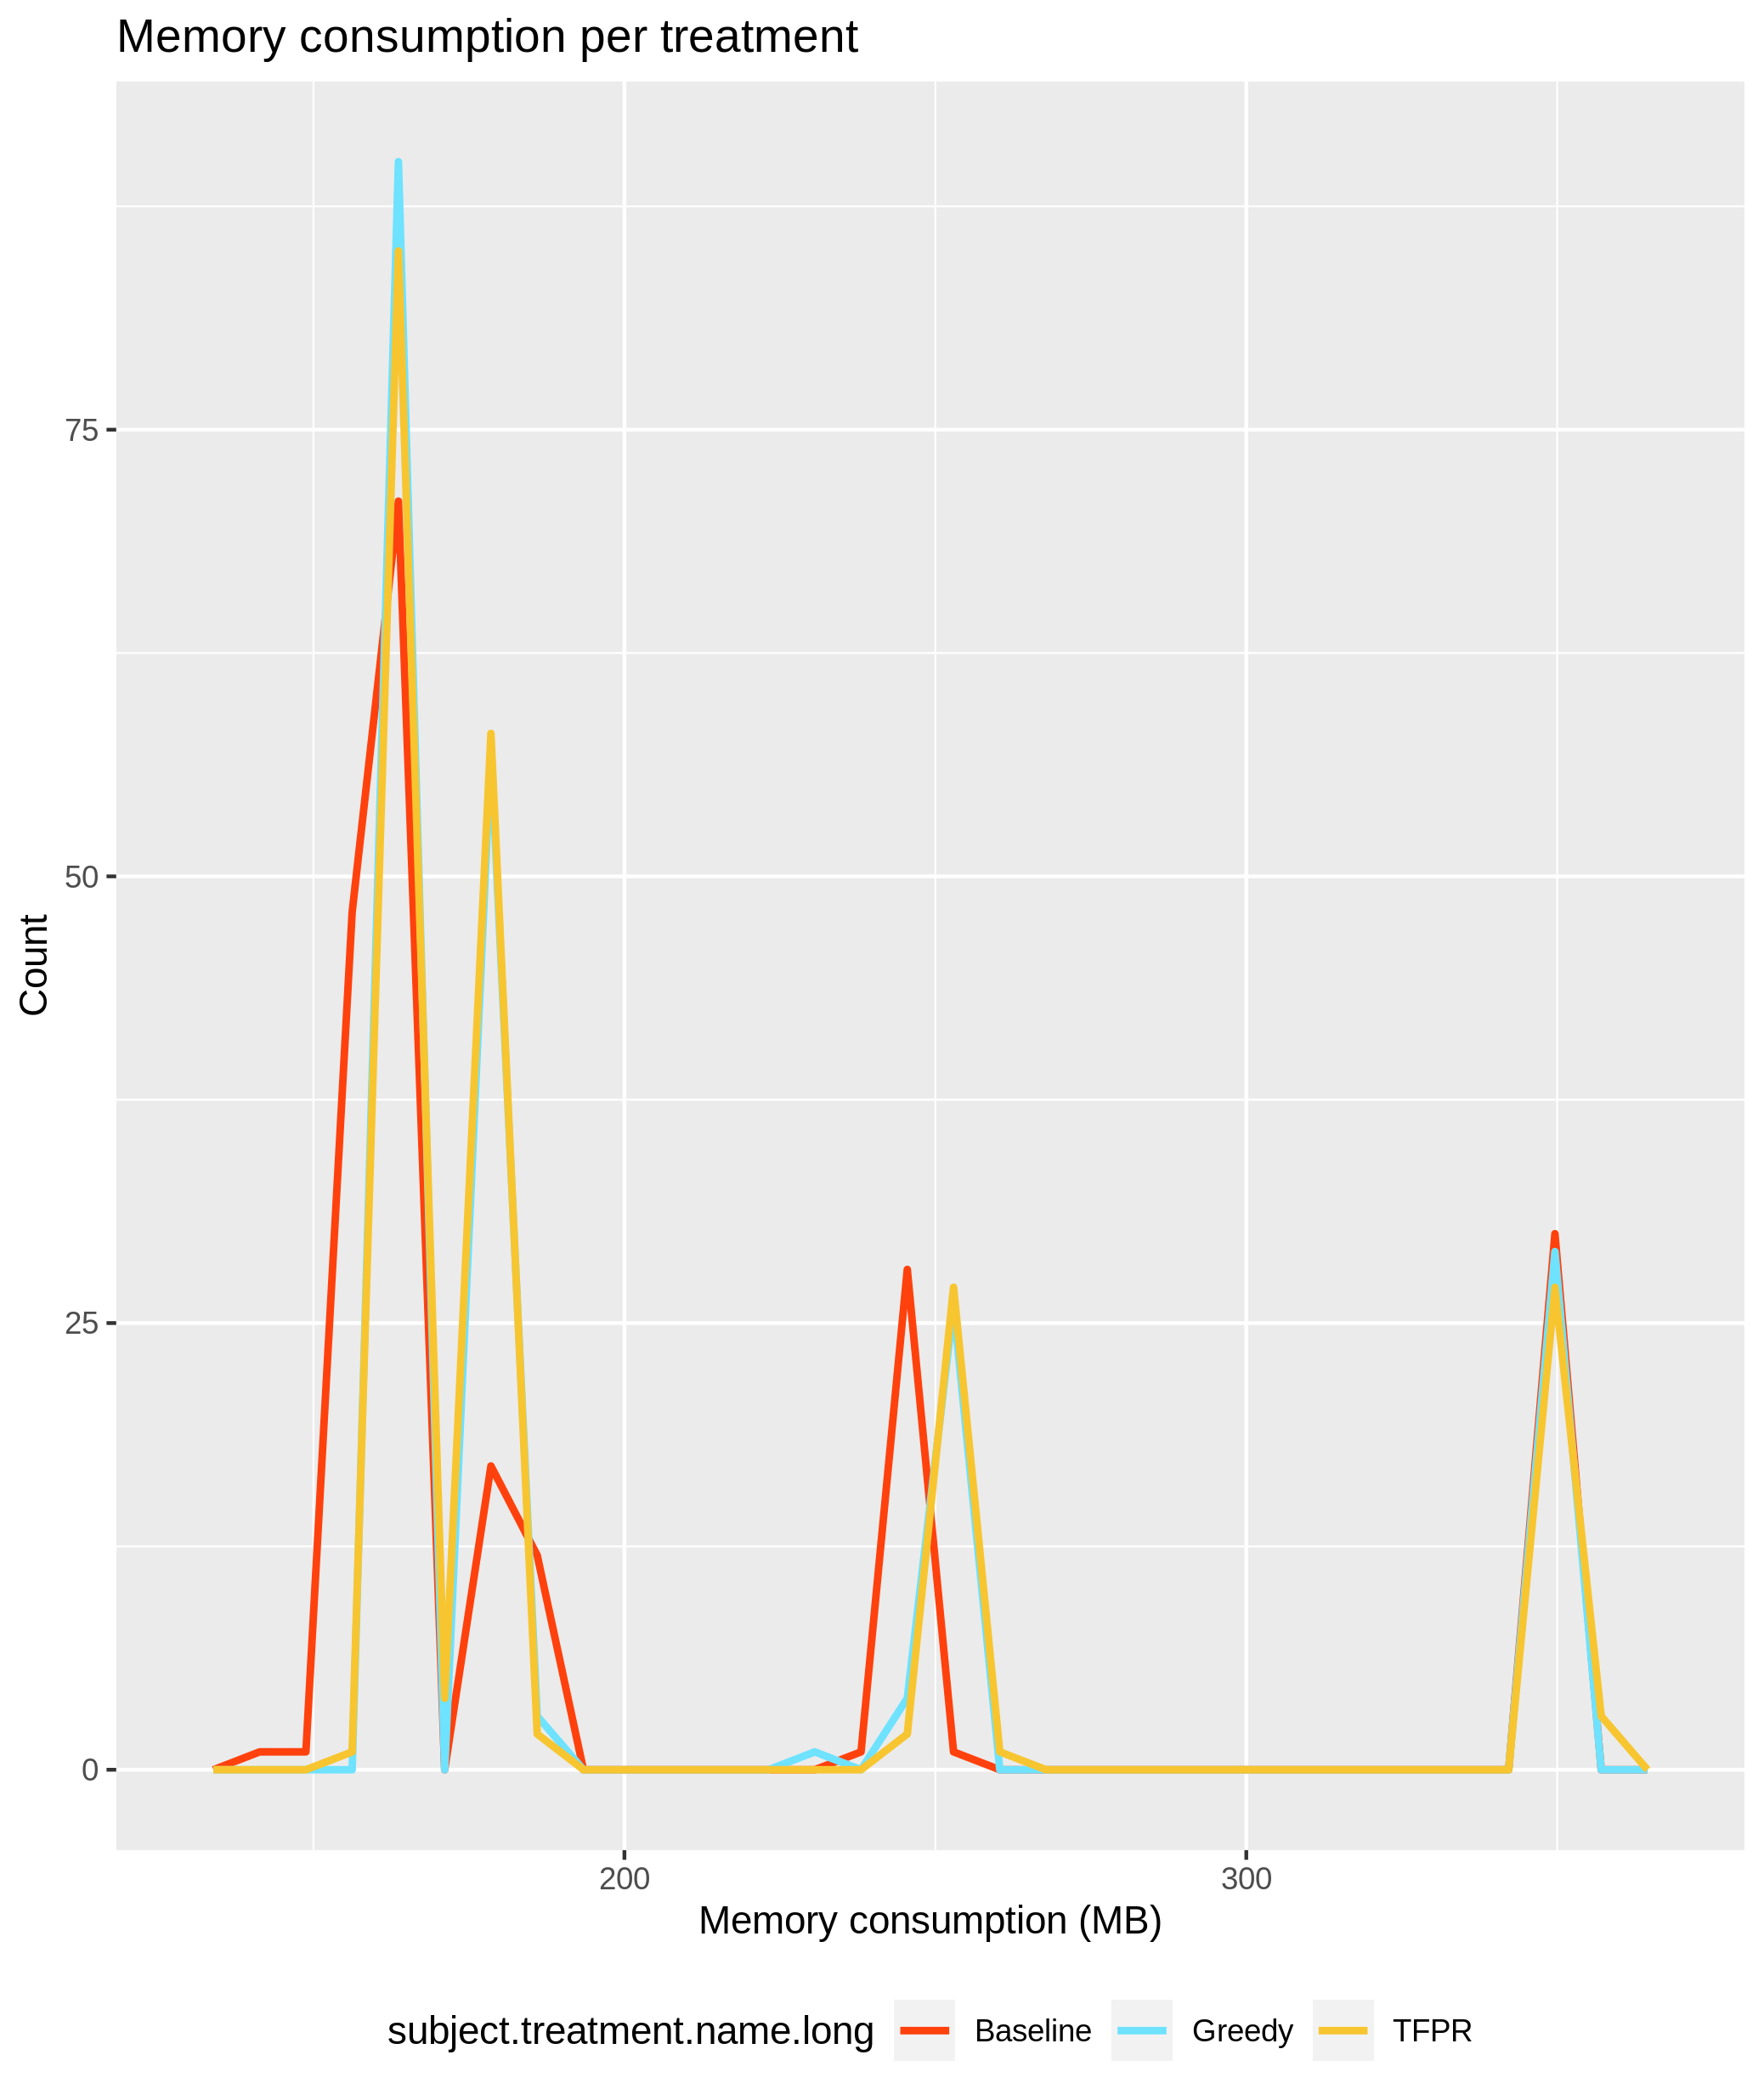 Memory consumption per treatment
75
50
25
0
Count
200 300
Memory consumption (MB)
subject.treatment.name.long Baseline Greedy TFPR